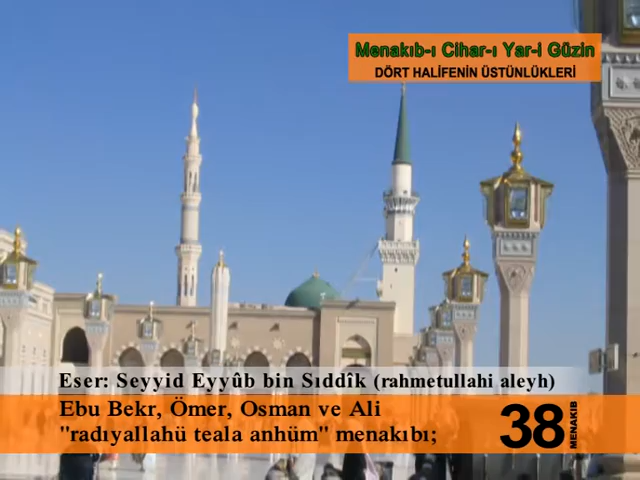 Menakıb-ı Cihar-ı Yar-i Güzin
DÖRT HALİFENİN ÜSTÜNLÜKLERİ
Eser: Seyyid Eyyûb bin Sıddîk (rahmetullahi aleyh)
Ebu Bekr, Ömer, Osman ve Ali
"radıyallahü teala anhüm" menakıbı;
38
MENAKIB